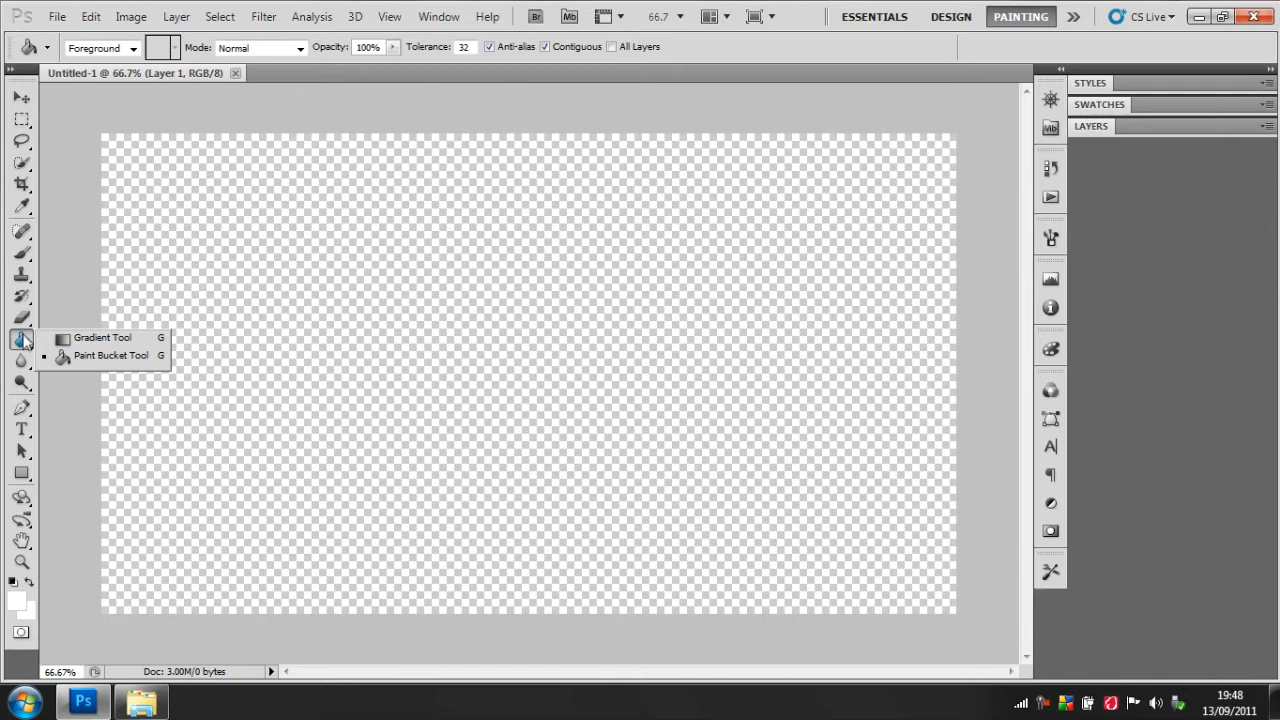 Ps File Edit Image Layer Select Filter Analysis 3D View Window Help Br Mb 66.7 ESSENTIALS DESIGN PAINTING CS Live
Foreground Mode: Normal Opacity: 100% Tolerance: 32 Anti-alias Contiguous All Layers
Untitled-1 @ 66.7% (Layer 1, RGB/8)
STYLES
SWATCHES
Mb
LAYERS
Gradient Tool G
Paint Bucket Tool G
T
A
66.67% Doc: 3.00M/0 bytes
Ps
19:48
13/09/2011